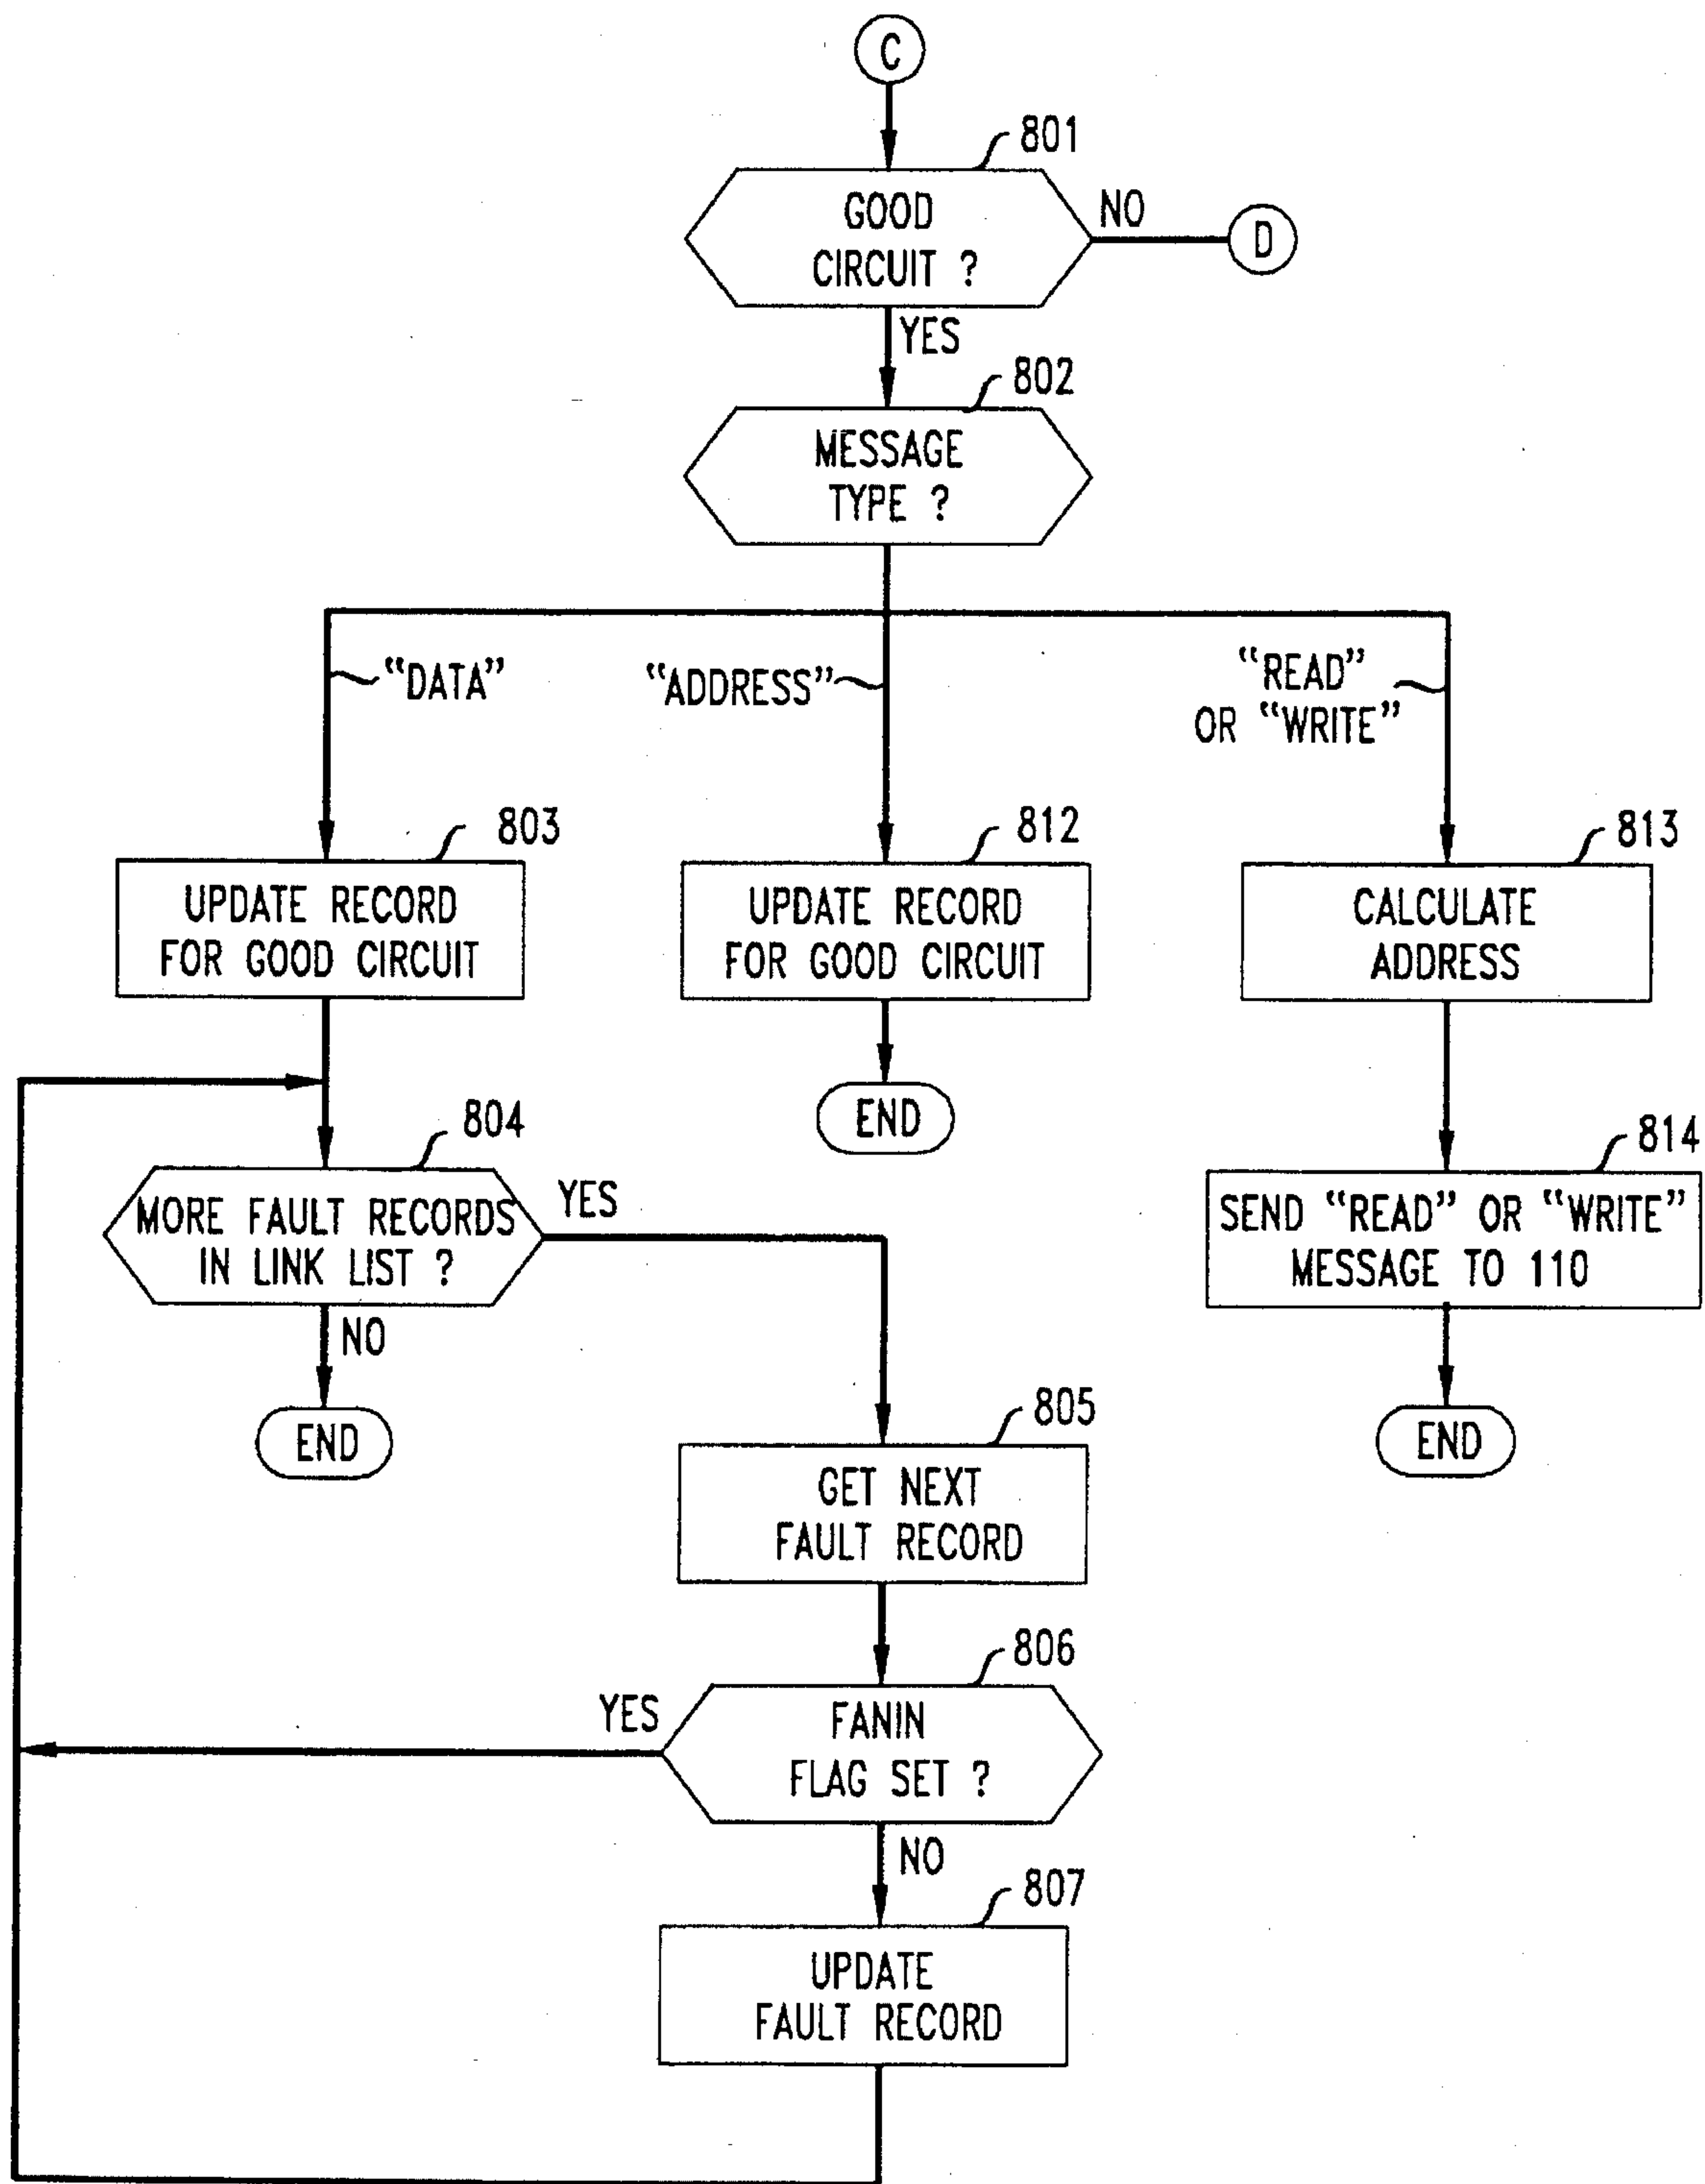 C
801
GOOD
CIRCUIT ?
NO
D
YES
802
MESSAGE
TYPE ?
“DATA”
“ADDRESS”
“READ”
OR “WRITE”
803
UPDATE RECORD
FOR GOOD CIRCUIT
812
UPDATE RECORD
FOR GOOD CIRCUIT
END
813
CALCULATE
ADDRESS
814
SEND “READ” OR “WRITE”
MESSAGE TO 110
END
804
MORE FAULT RECORDS
IN LINK LIST ?
YES
NO
END
805
GET NEXT
FAULT RECORD
806
FANIN
FLAG SET ?
YES
NO
807
UPDATE
FAULT RECORD